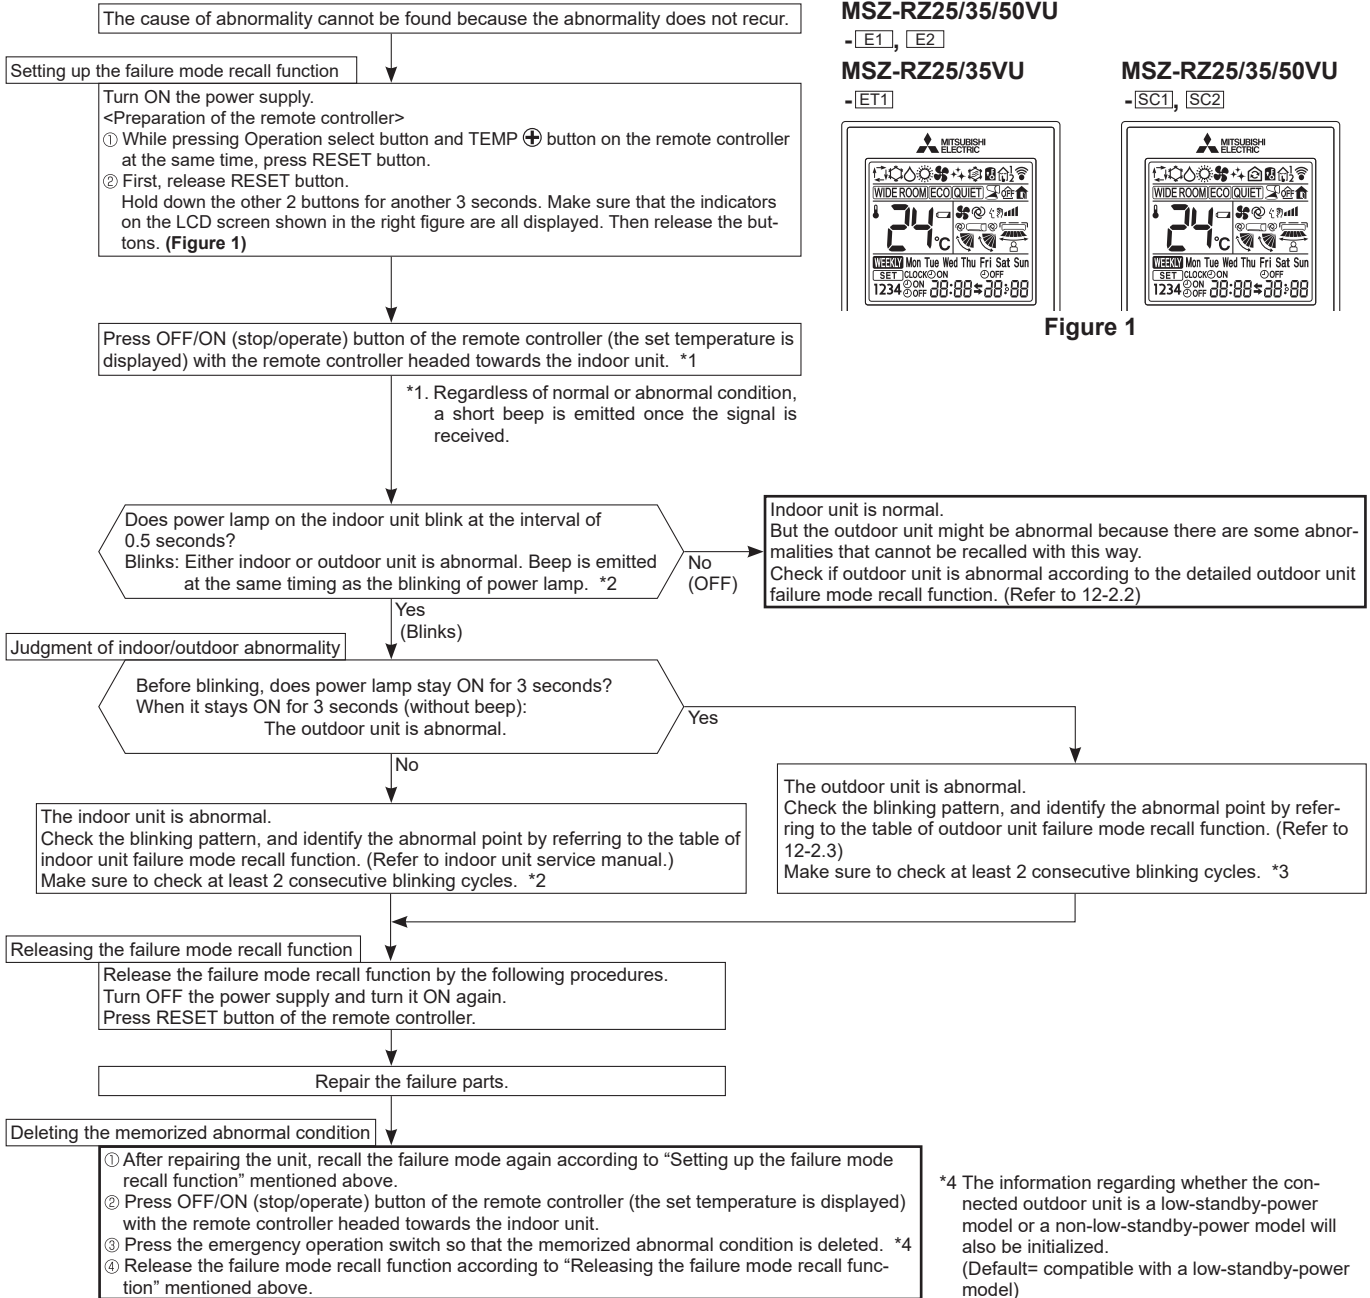 The cause of abnormality cannot be found because the abnormality does not recur.
Setting up the failure mode recall function
Turn ON the power supply.
<Preparation of the remote controller>
① While pressing Operation select button and TEMP ⊕ button on the remote controller
at the same time, press RESET button.
② First, release RESET button.
Hold down the other 2 buttons for another 3 seconds. Make sure that the indicators
on the LCD screen shown in the right figure are all displayed. Then release the but-
tons. (Figure 1)
MSZ-RZ25/35/50VU
- E1, E2
MSZ-RZ25/35VU
- ET1
MITSUBISHI
ELECTRIC
WIDE ROOM ECO QUIET OFF
24°C
WEEKLY Mon Tue Wed Thu Fri Sat Sun
SET CLOCK ON OFF
1234 ON OFF 88:88 88:88
MSZ-RZ25/35/50VU
- SC1, SC2
MITSUBISHI
ELECTRIC
WIDE ROOM ECO QUIET OFF
24°C
WEEKLY Mon Tue Wed Thu Fri Sat Sun
SET CLOCK ON OFF
1234 ON OFF 88:88 88:88
Figure 1
Press OFF/ON (stop/operate) button of the remote controller (the set temperature is
displayed) with the remote controller headed towards the indoor unit. *1
*1. Regardless of normal or abnormal condition,
a short beep is emitted once the signal is
received.
Does power lamp on the indoor unit blink at the interval of
0.5 seconds?
Blinks: Either indoor or outdoor unit is abnormal. Beep is emitted
at the same timing as the blinking of power lamp. *2
No
(OFF)
Indoor unit is normal.
But the outdoor unit might be abnormal because there are some abnor-
malities that cannot be recalled with this way.
Check if outdoor unit is abnormal according to the detailed outdoor unit
failure mode recall function. (Refer to 12-2.2)
Yes
(Blinks)
Judgment of indoor/outdoor abnormality
Before blinking, does power lamp stay ON for 3 seconds?
When it stays ON for 3 seconds (without beep):
The outdoor unit is abnormal.
Yes
No
The indoor unit is abnormal.
Check the blinking pattern, and identify the abnormal point by referring to the table of
indoor unit failure mode recall function. (Refer to indoor unit service manual.)
Make sure to check at least 2 consecutive blinking cycles. *2
The outdoor unit is abnormal.
Check the blinking pattern, and identify the abnormal point by refer-
ring to the table of outdoor unit failure mode recall function. (Refer to
12-2.3)
Make sure to check at least 2 consecutive blinking cycles. *3
Releasing the failure mode recall function
Release the failure mode recall function by the following procedures.
Turn OFF the power supply and turn it ON again.
Press RESET button of the remote controller.
Repair the failure parts.
Deleting the memorized abnormal condition
① After repairing the unit, recall the failure mode again according to “Setting up the failure mode
recall function” mentioned above.
② Press OFF/ON (stop/operate) button of the remote controller (the set temperature is displayed)
with the remote controller headed towards the indoor unit.
③ Press the emergency operation switch so that the memorized abnormal condition is deleted. *4
④ Release the failure mode recall function according to “Releasing the failure mode recall func-
tion” mentioned above.
*4 The information regarding whether the con-
nected outdoor unit is a low-standby-power
model or a non-low-standby-power model will
also be initialized.
(Default= compatible with a low-standby-power
model)